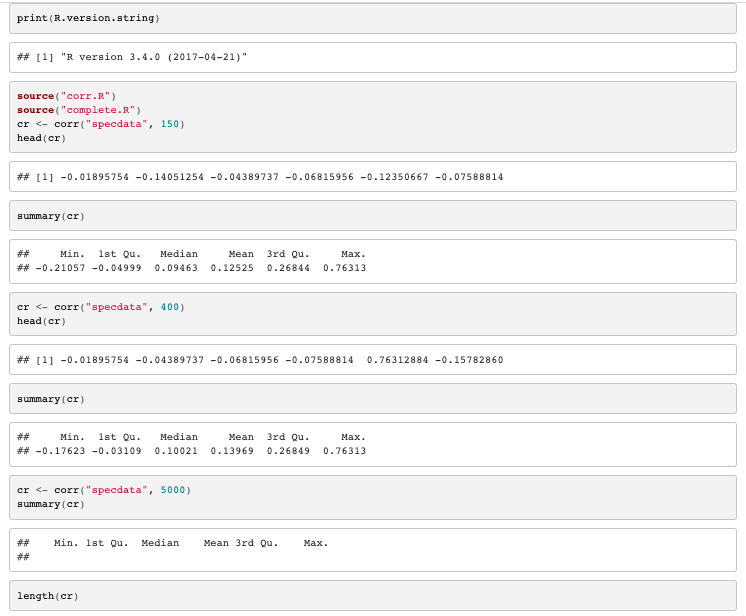 print(R.version.string)
## [1] "R version 3.4.0 (2017-04-21)"
source("corr.R")
source("complete.R")
cr <- corr("specdata", 150)
head(cr)
## [1] -0.01895754 -0.14051254 -0.04389737 -0.06815956 -0.12350667 -0.07588814
summary(cr)
##     Min.  1st Qu.   Median     Mean  3rd Qu.     Max.
## -0.21057 -0.04999  0.09463  0.12525  0.26844  0.76313
cr <- corr("specdata", 400)
head(cr)
## [1] -0.01895754 -0.04389737 -0.06815956 -0.07588814  0.76312884 -0.15782860
summary(cr)
##     Min.  1st Qu.   Median     Mean  3rd Qu.     Max.
## -0.17623 -0.03109  0.10021  0.13969  0.26849  0.76313
cr <- corr("specdata", 5000)
summary(cr)
##    Min. 1st Qu.  Median    Mean 3rd Qu.    Max.
##
length(cr)